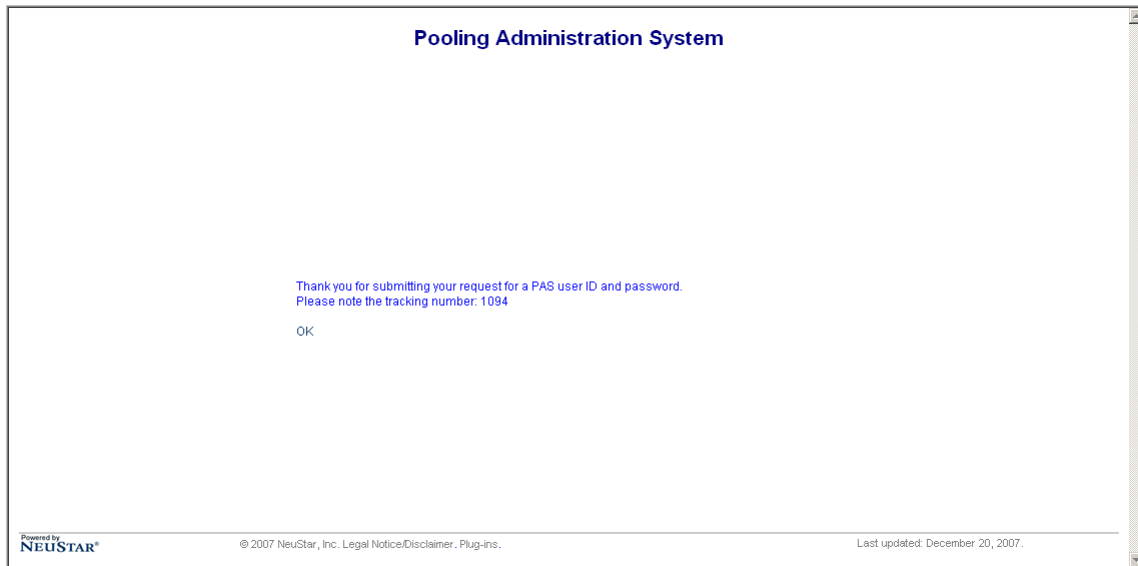 Pooling Administration System
Thank you for submitting your request for a PAS user ID and password.
Please note the tracking number: 1094
OK
Powered by
NEUSTAR®
© 2007 NeuStar, Inc. Legal Notice/Disclaimer. Plug-ins.
Last updated: December 20, 2007.